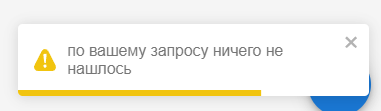 по вашему запросу ничего не
нашлось